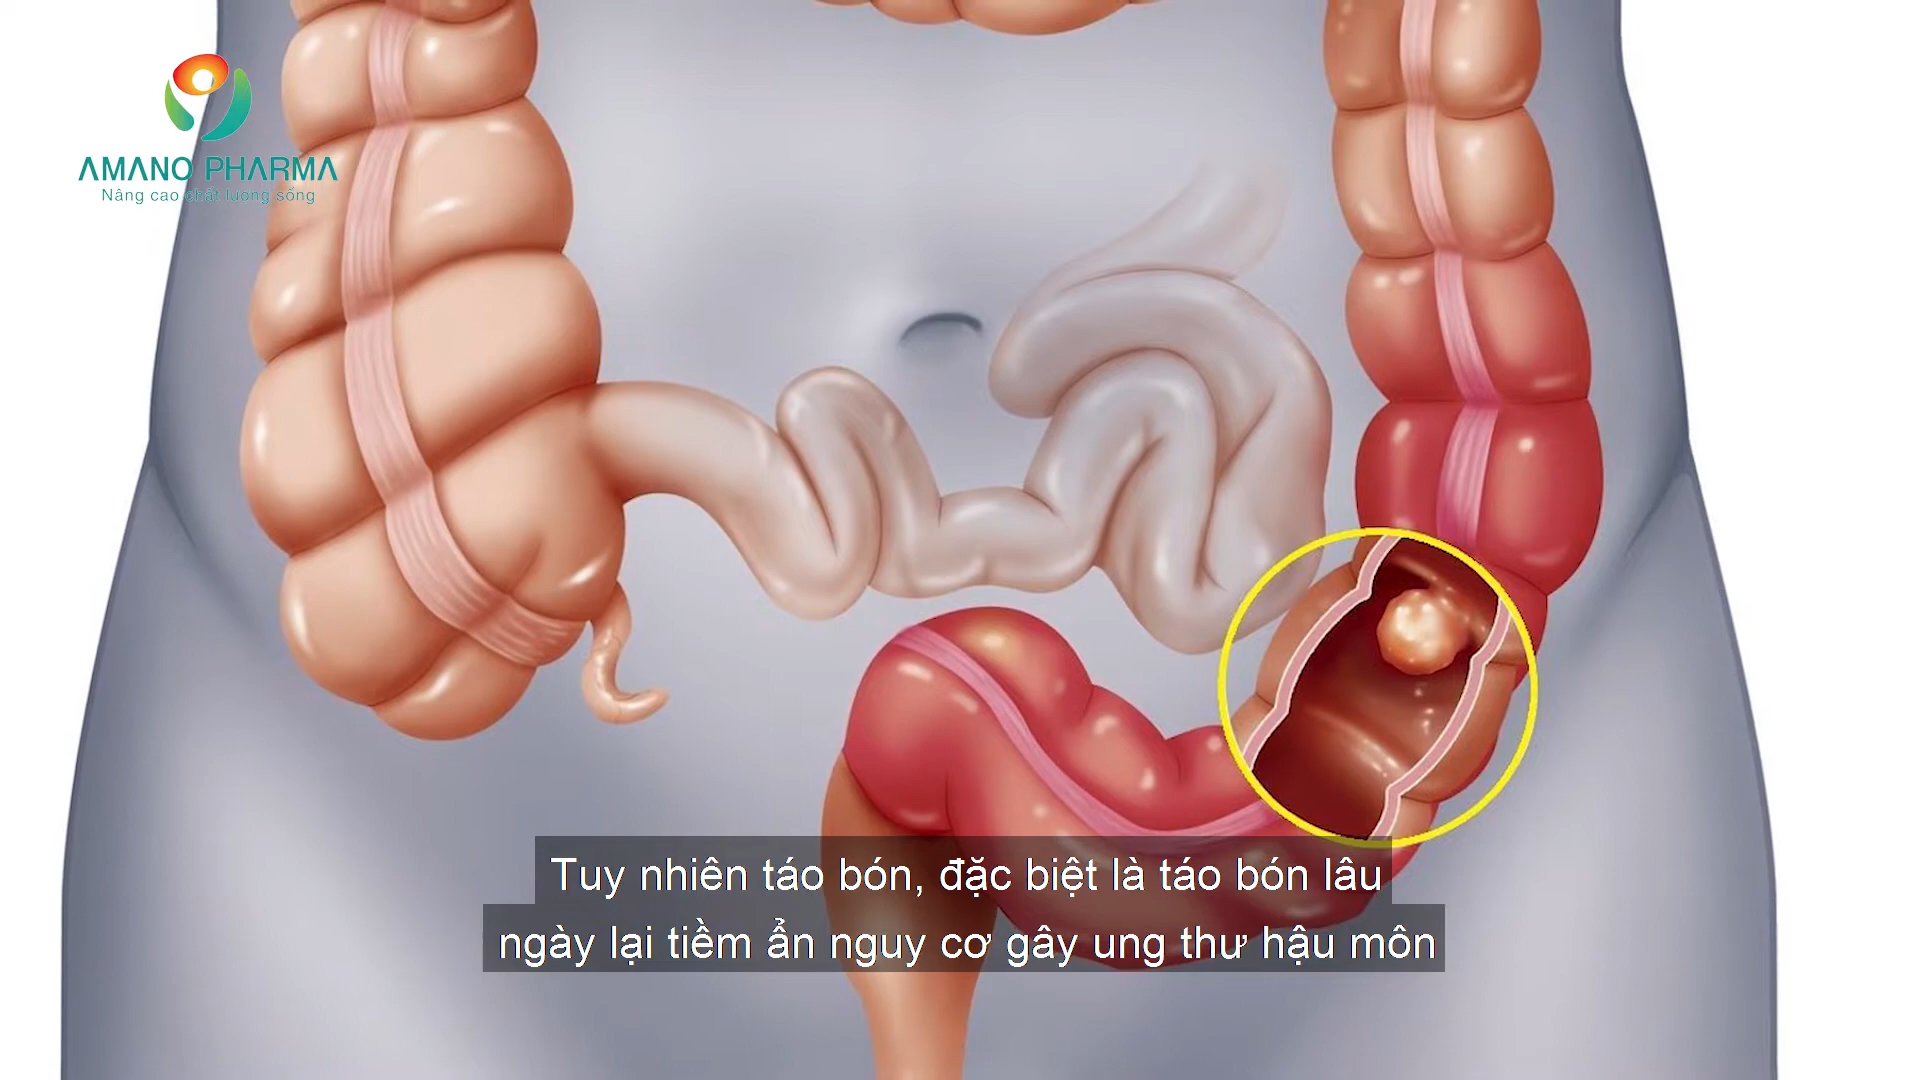 AMANO PHARMA
Nâng cao chất lượng sống
Tuy nhiên táo bón, đặc biệt là táo bón lâu
ngày lại tiềm ẩn nguy cơ gây ung thư hậu môn